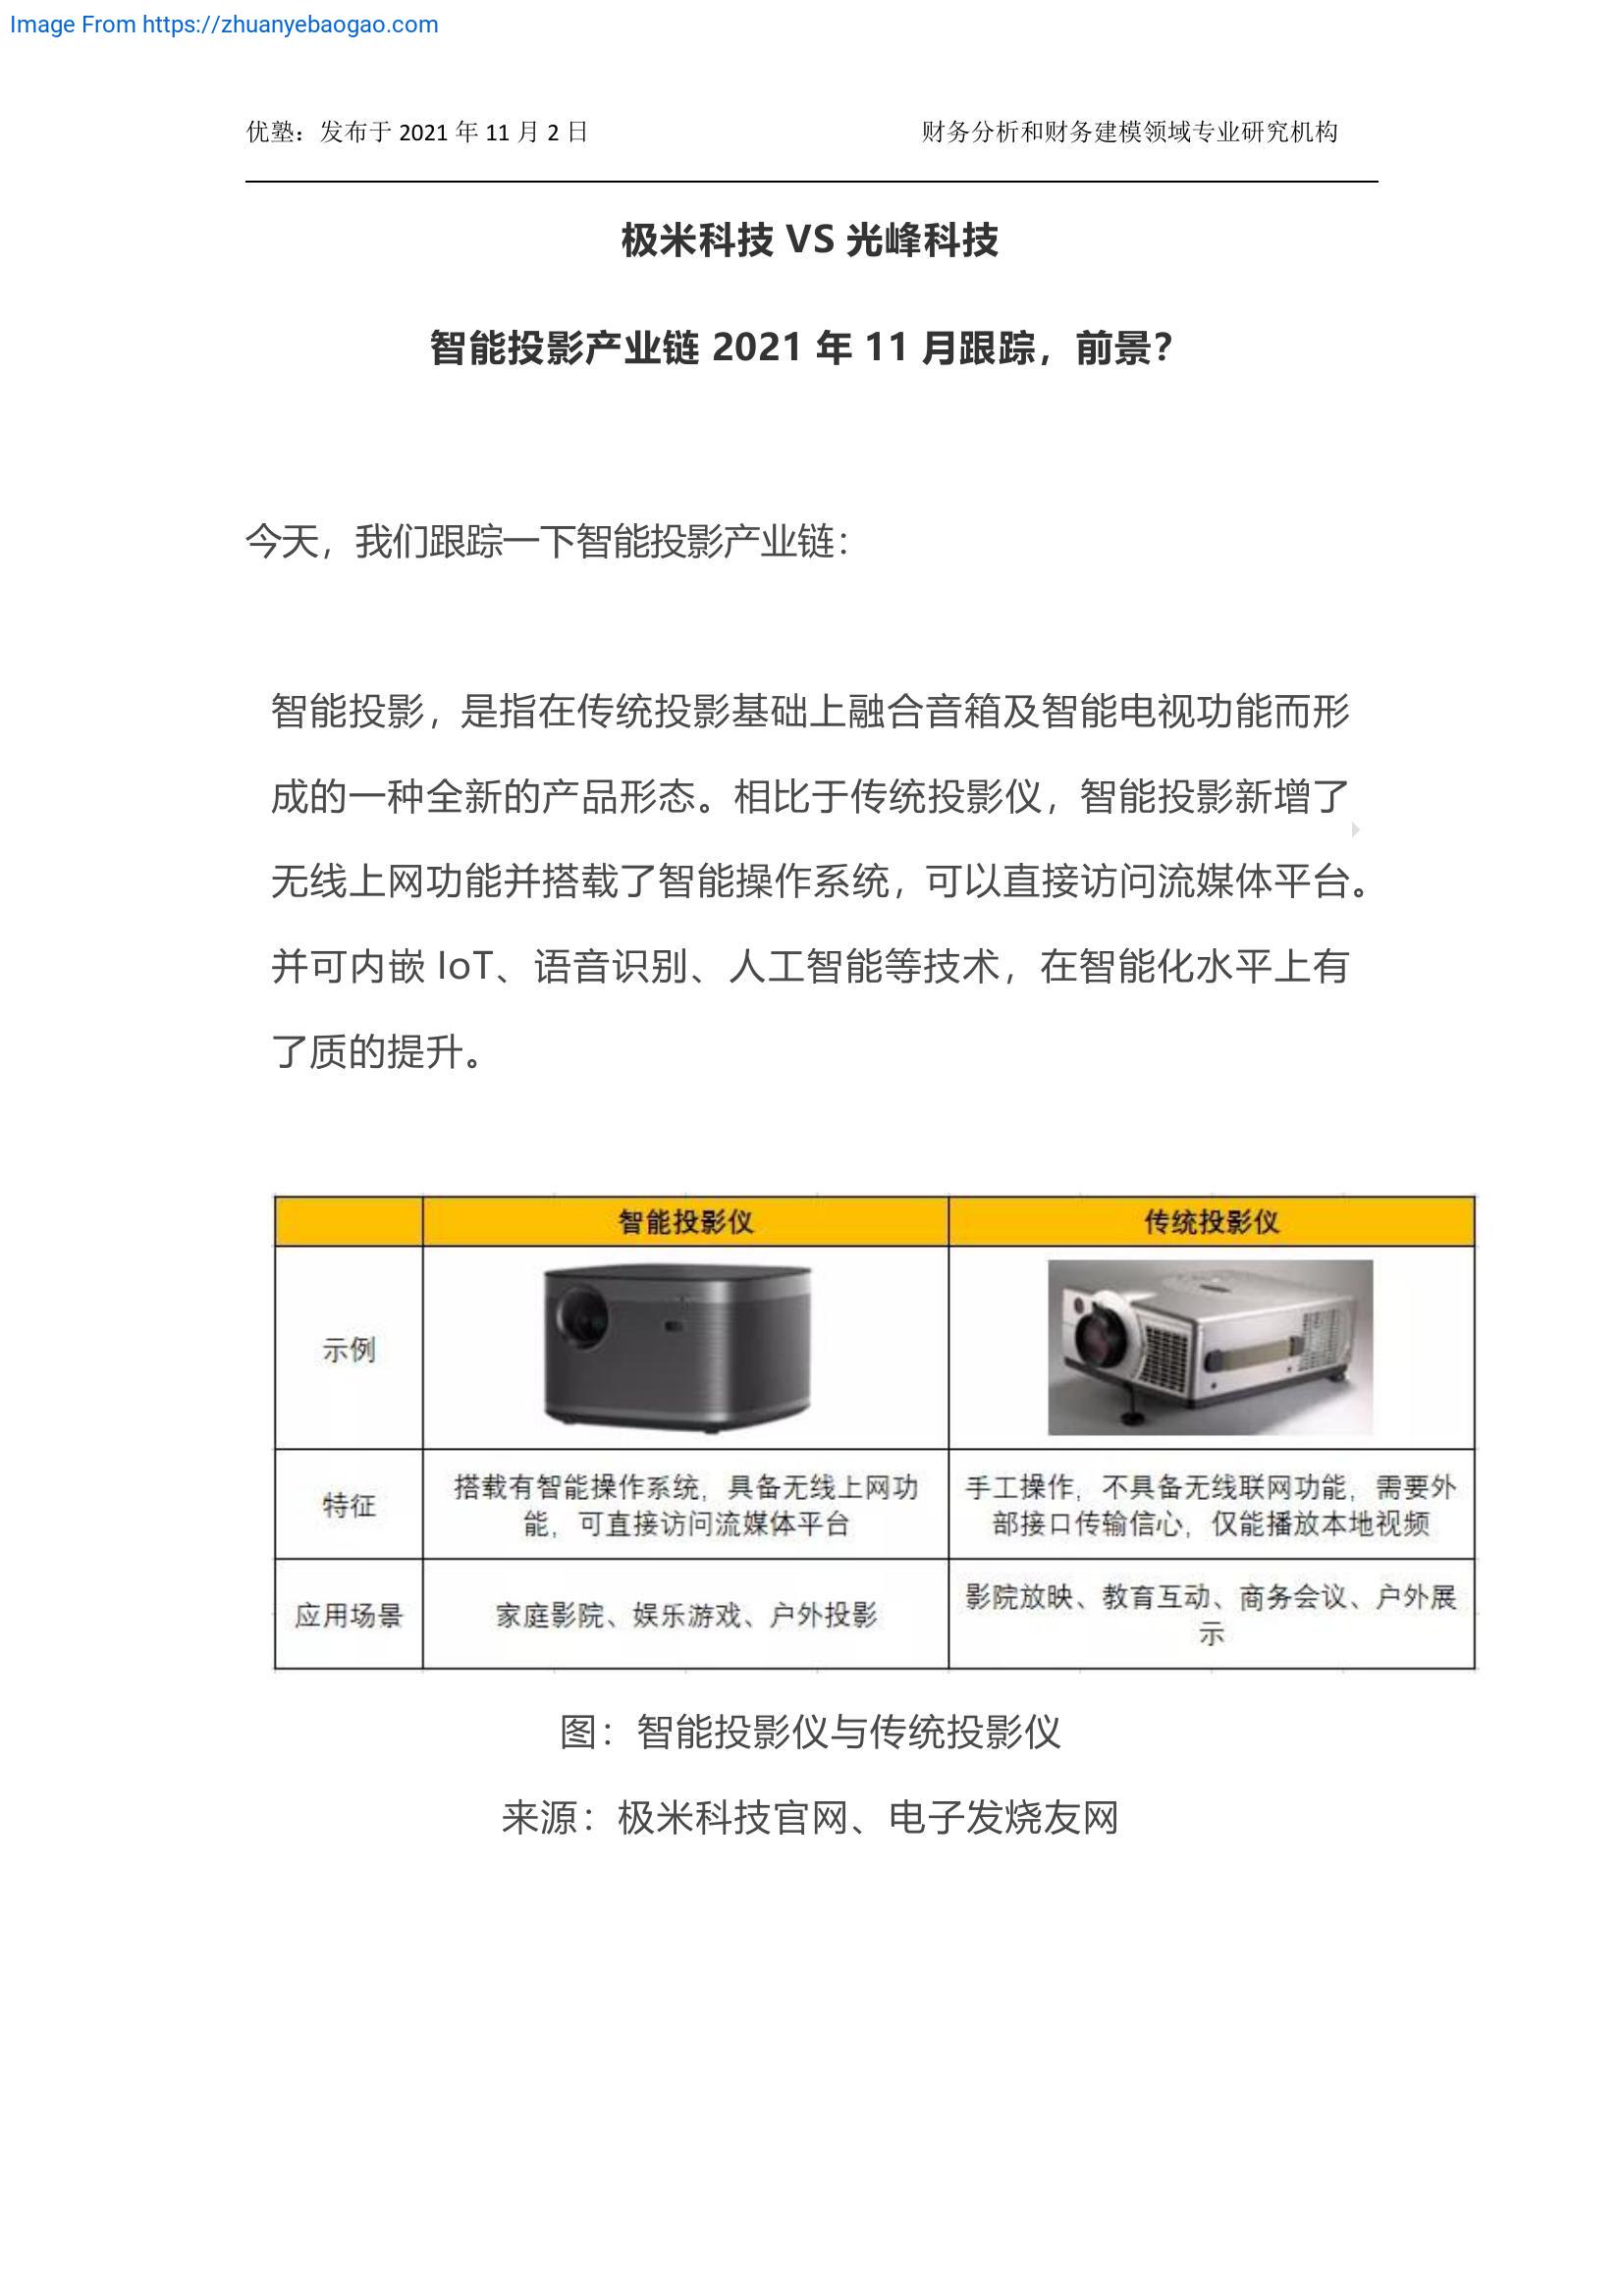 Image From https://zhuanyebaogao.com
优塾：发布于 2021 年 11 月 2 日 财务分析和财务建模领域专业研究机构
极米科技 VS 光峰科技
智能投影产业链 2021 年 11 月跟踪，前景？
今天，我们跟踪一下智能投影产业链：
智能投影，是指在传统投影基础上融合音箱及智能电视功能而形
成的一种全新的产品形态。相比于传统投影仪，智能投影新增了
无线上网功能并搭载了智能操作系统，可以直接访问流媒体平台。
并可内嵌 IoT、语音识别、人工智能等技术，在智能化水平上有
了质的提升。
智能投影仪 传统投影仪
示例
特征 搭载有智能操作系统，具备无线上网功 手工操作，不具备无线联网功能，需要外
能，可直接访问流媒体平台 部接口传输信心，仅能播放本地视频
应用场景 家庭影院、娱乐游戏、户外投影 影院放映、教育互动、商务会议、户外展
示
图：智能投影仪与传统投影仪
来源：极米科技官网、电子发烧友网